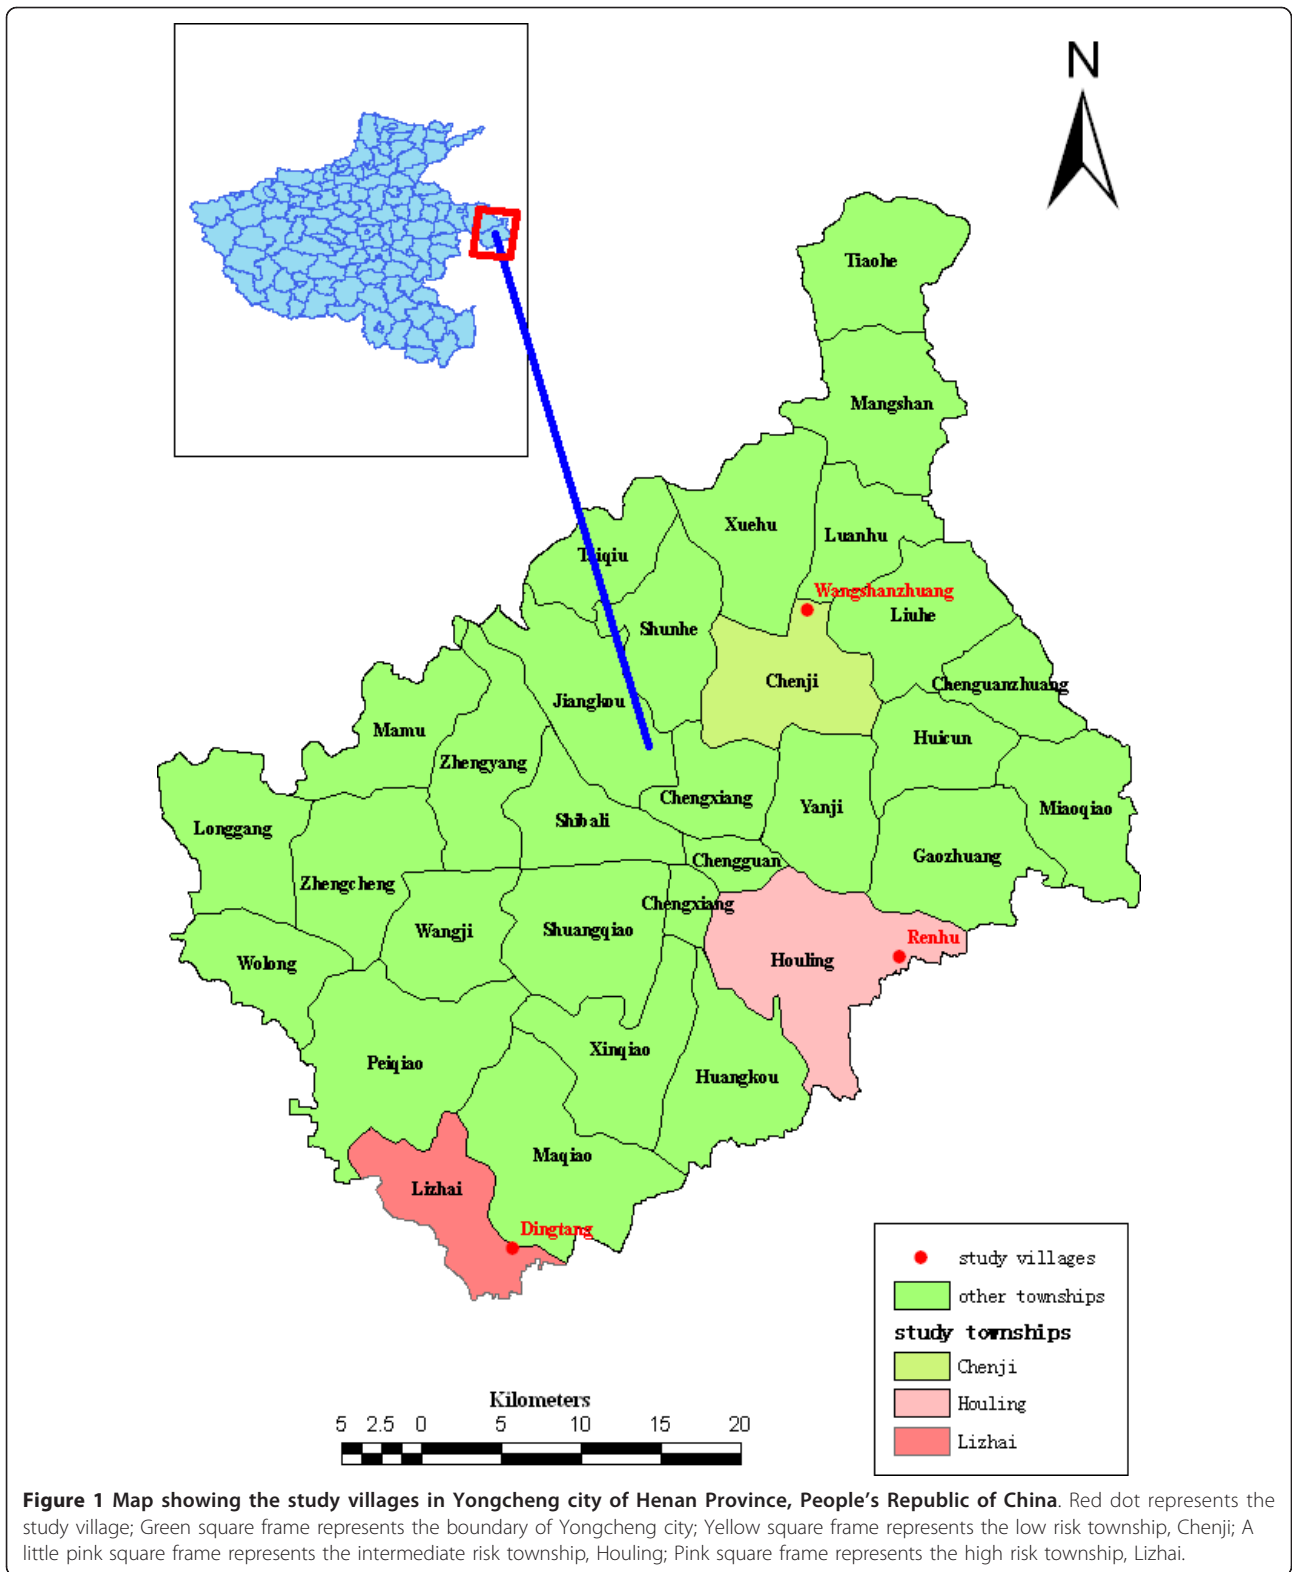 N
Tiaohe
Mangshan
Xuehu
Luanhu
Taiqiu
Wangshanzhuang
Liuhe
Shunhe
Chenji
Chenguanzhuang
Jiangkou
Mamu
Huicun
Zhengyang
Chengxiang
Yanji
Miaoqiao
Longgang
Shibali
Gaozhuang
Chengguan
Zhengcheng
Chengxiang
Wangji
Shuangqiao
Renhu
Houling
Wolong
Xinqiao
Peiqiao
Huangkou
Maqiao
Lizhai
Dingtang
study villages
other townships
study townships
Chenji
Houling
Lizhai
Kilometers
5 2.5 0 5 10 15 20
Figure 1 Map showing the study villages in Yongcheng city of Henan Province, People's Republic of China. Red dot represents the
study village; Green square frame represents the boundary of Yongcheng city; Yellow square frame represents the low risk township, Chenji; A
little pink square frame represents the intermediate risk township, Houling; Pink square frame represents the high risk township, Lizhai.